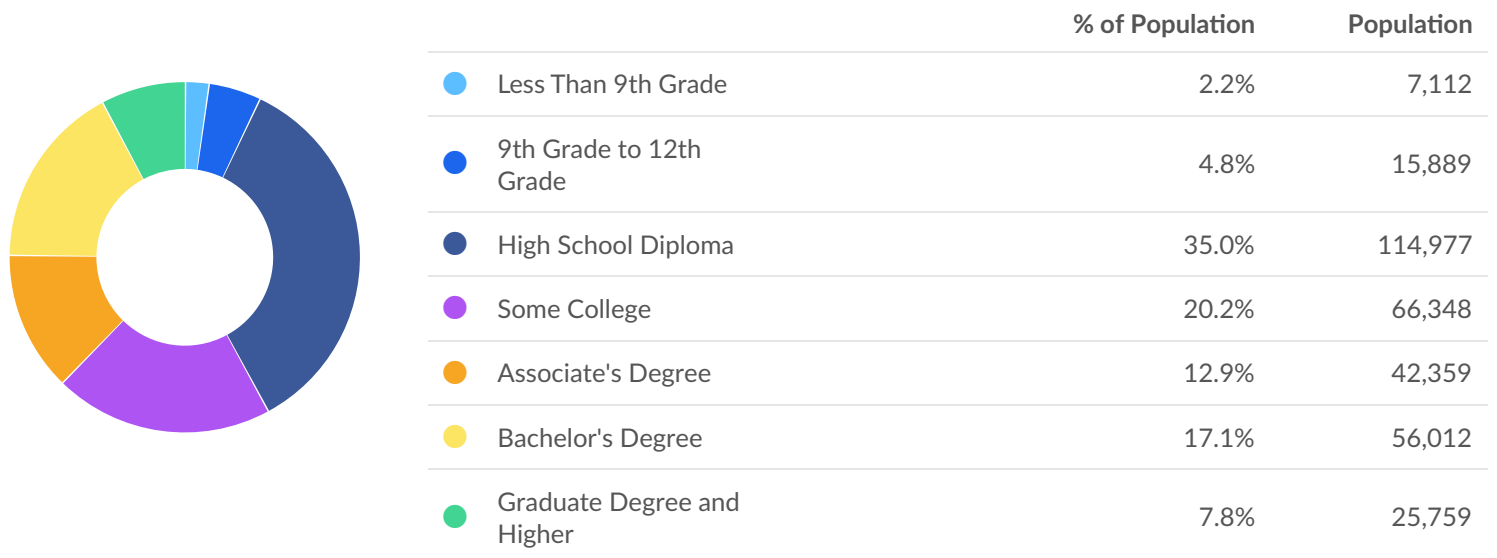 % of Population Population
Less Than 9th Grade 2.2% 7,112
9th Grade to 12th
Grade 4.8% 15,889
High School Diploma 35.0% 114,977
Some College 20.2% 66,348
Associate's Degree 12.9% 42,359
Bachelor's Degree 17.1% 56,012
Graduate Degree and
Higher 7.8% 25,759